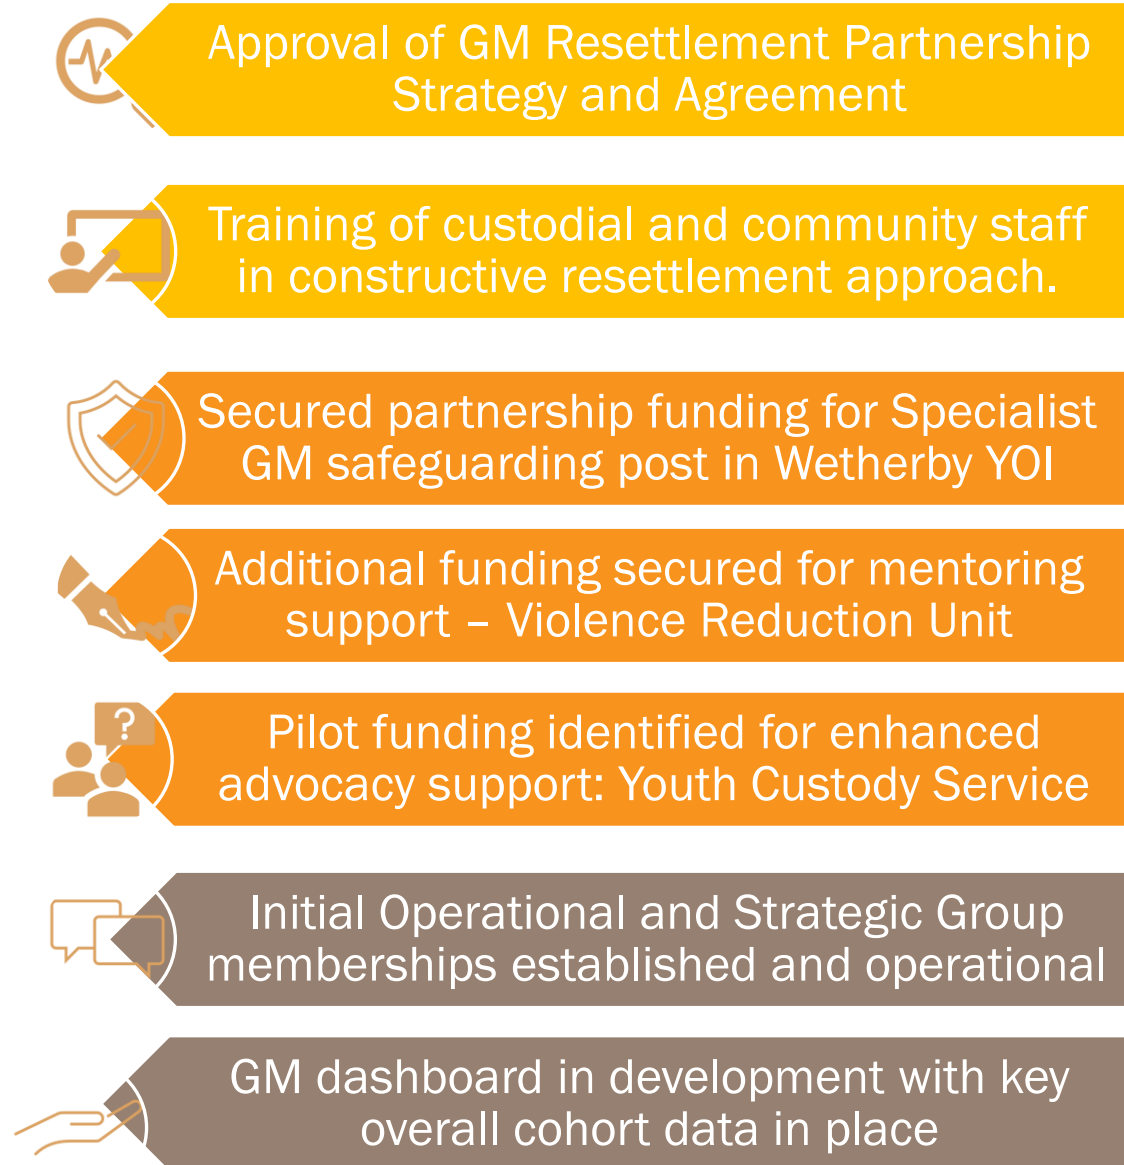 Approval of GM Resettlement Partnership
Strategy and Agreement
Training of custodial and community staff
in constructive resettlement approach.
Secured partnership funding for Specialist
GM safeguarding post in Wetherby YOI
Additional funding secured for mentoring
support – Violence Reduction Unit
?
Pilot funding identified for enhanced
advocacy support: Youth Custody Service
Initial Operational and Strategic Group
memberships established and operational
GM dashboard in development with key
overall cohort data in place